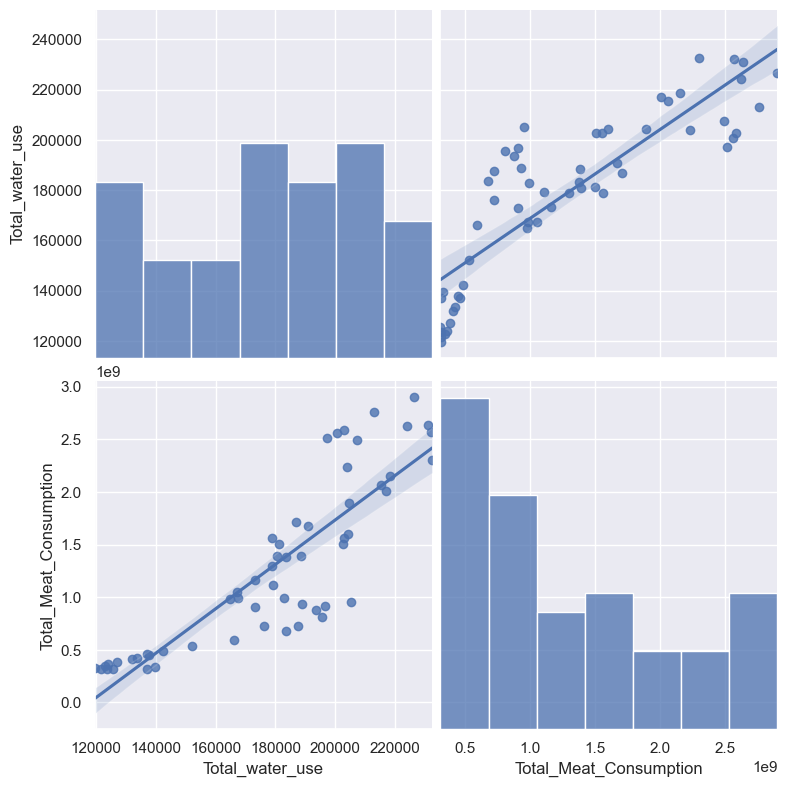 240000
220000
200000
180000
160000
140000
120000
Total_water_use
1e9
3.0
2.5
2.0
1.5
1.0
0.5
0.0
Total_Meat_Consumption
120000 140000 160000 180000 200000 220000
Total_water_use
0.5 1.0 1.5 2.0 2.5
Total_Meat_Consumption
1e9